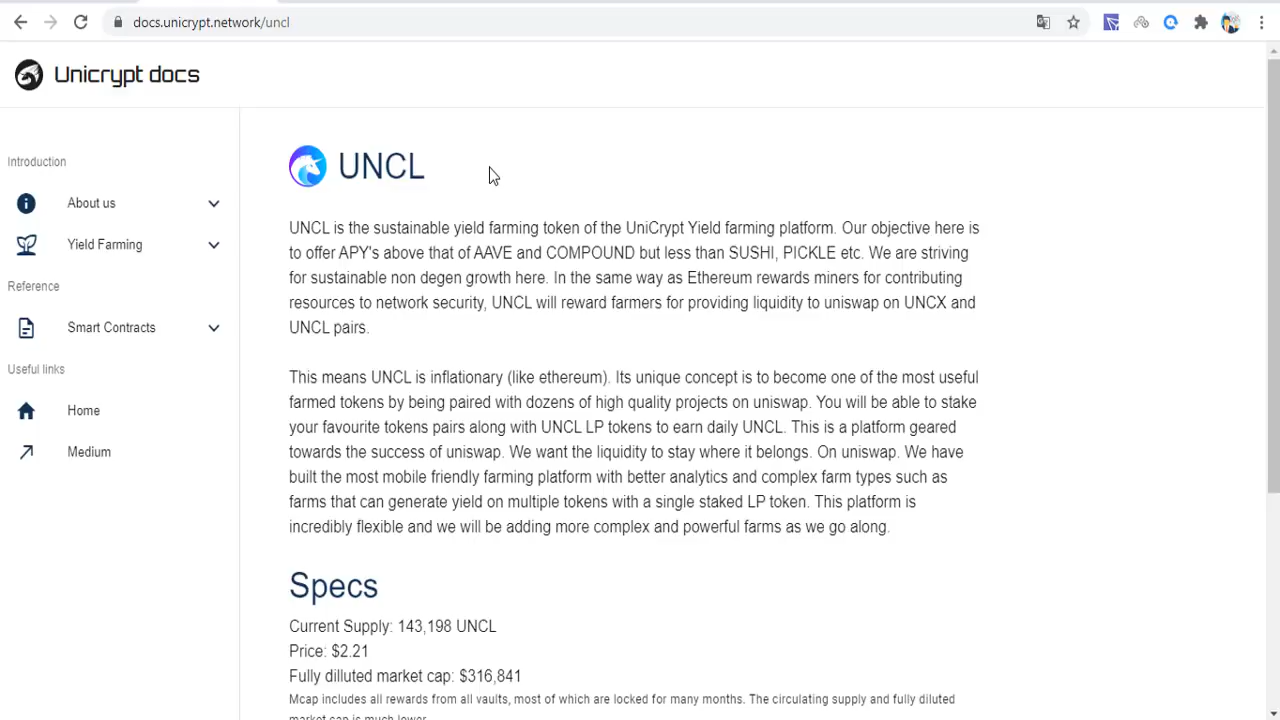 docs.unicrypt.network/uncl
Unicrypt docs
Introduction
About us
Yield Farming
Reference
Smart Contracts
Useful links
Home
Medium
UNCL
UNCL is the sustainable yield farming token of the UniCrypt Yield farming platform. Our objective here is
to offer APY's above that of AAVE and COMPOUND but less than SUSHI, PICKLE etc. We are striving
for sustainable non degen growth here. In the same way as Ethereum rewards miners for contributing
resources to network security, UNCL will reward farmers for providing liquidity to uniswap on UNCX and
UNCL pairs.
This means UNCL is inflationary (like ethereum). Its unique concept is to become one of the most useful
farmed tokens by being paired with dozens of high quality projects on uniswap. You will be able to stake
your favourite tokens pairs along with UNCL LP tokens to earn daily UNCL. This is a platform geared
towards the success of uniswap. We want the liquidity to stay where it belongs. On uniswap. We have
built the most mobile friendly farming platform with better analytics and complex farm types such as
farms that can generate yield on multiple tokens with a single staked LP token. This platform is
incredibly flexible and we will be adding more complex and powerful farms as we go along.
Specs
Current Supply: 143,198 UNCL
Price: $2.21
Fully dilluted market cap: $316,841
Mcap includes all rewards from all vaults, most of which are locked for many months. The circulating supply and fully diluted
market cap is much lower